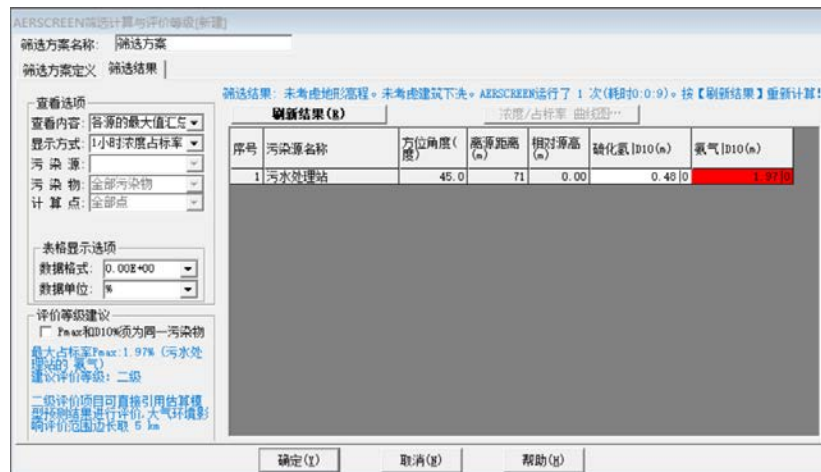 AERSCREEN筛选计算与评价等级[新建]
筛选方案名称: 筛选方案
筛选方案定义 筛选结果
筛选结果: 未考虑地形高程。未考虑建筑下洗。AERSCREEN运行了 1 次(耗时0:0:9)。按【刷新结果】重新计算!
查看选项
查看内容: 各源的最大值汇总
显示方式: 1小时浓度占标率
污 染 源:
污 染 物: 全部污染物
计 算 点: 全部点
表格显示选项
数据格式: 0.00E+00
数据单位: %
评价等级建议
Pmax和D10%须为同一污染物
最大占标率Pmax:1.97% (污水处
理站的 氨气)
建议评价等级: 二级
二级评价项目可直接引用估算模
型预测结果进行评价,大气环境影
响评价范围边长取 5 km
刷新结果(R) 浓度/占标率 曲线图…
序号 污染源名称 方位角度(度) 离源距离(m) 相对源高(m) 硫化氢|D10(m) 氨气|D10(m)
1 污水处理站 45.0 71 0.00 0.48|0 1.97|0
确定(Y) 取消(N) 帮助(H)